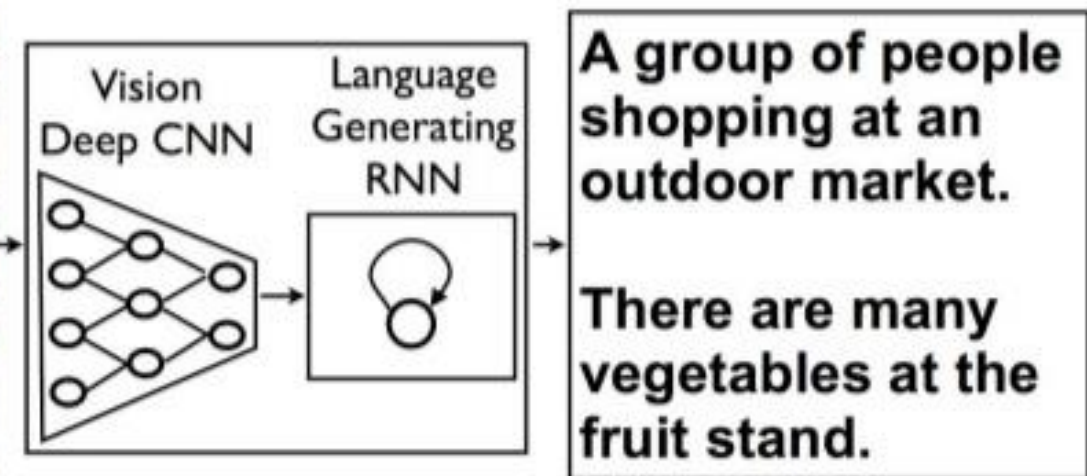 Vision
Deep CNN
Language
Generating
RNN
A group of people
shopping at an
outdoor market.
There are many
vegetables at the
fruit stand.